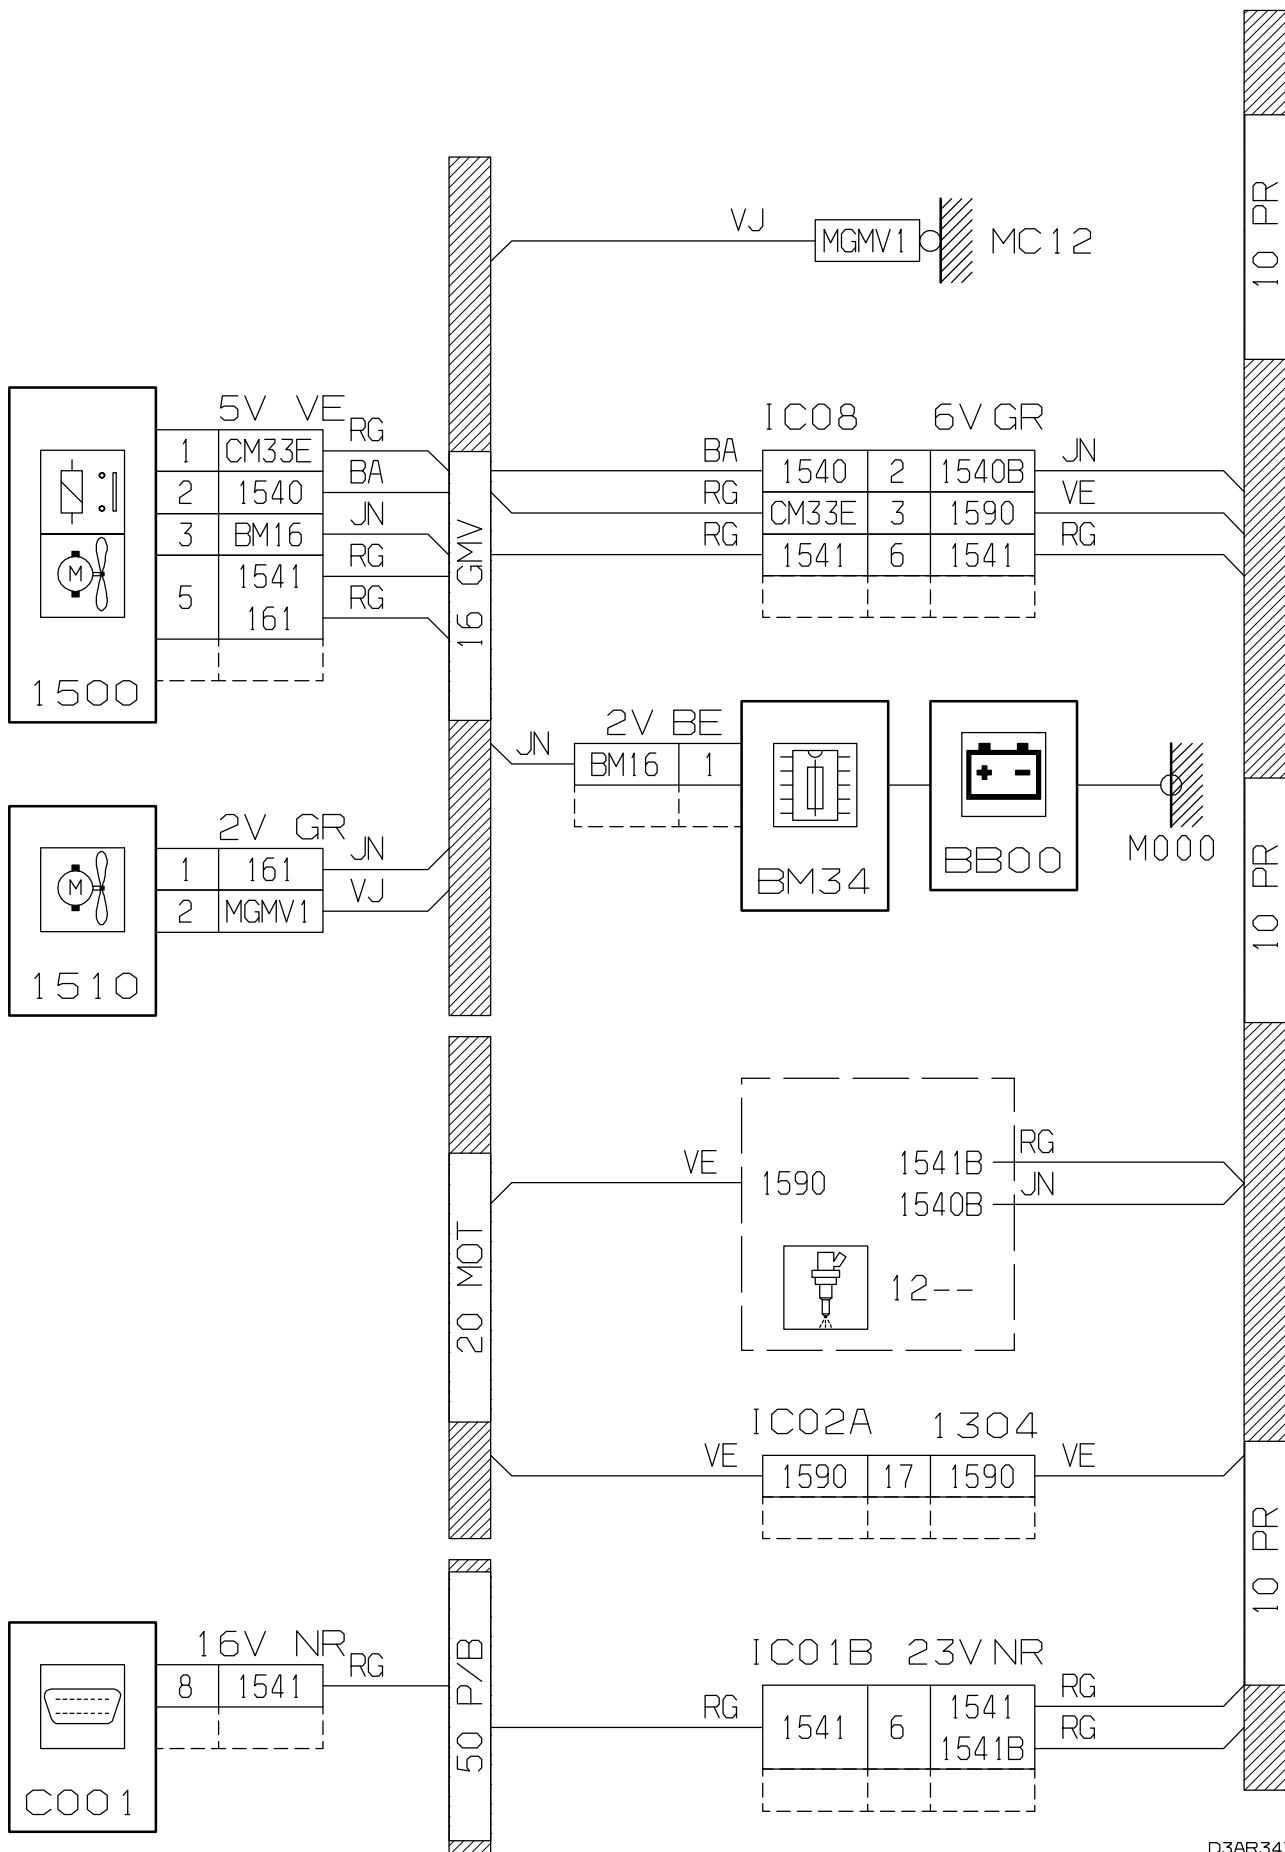 10 PR
VJ
MGMV1
MC12
5V VE
RG
1 CM33E
BA
2 1540
JN
3 BM16
RG
1541
5
RG
161
1500
16 GMV
IC08 6V GR
BA 1540 2 1540B JN
RG CM33E 3 1590 VE
RG 1541 6 1541 RG
2V BE
JN
BM16 1
BM34
+ -
BB00
M000
10 PR
2V GR
JN
1 161
VJ
2 MGMV1
M
1510
M
20 MOT
VE
1590
1541B
RG
1540B
JN
12--
IC02A 1304
VE 1590 17 1590 VE
10 PR
16V NR
RG
8 1541
C001
50 P/B
IC01B 23V NR
RG 1541 6 1541 RG
1541B RG